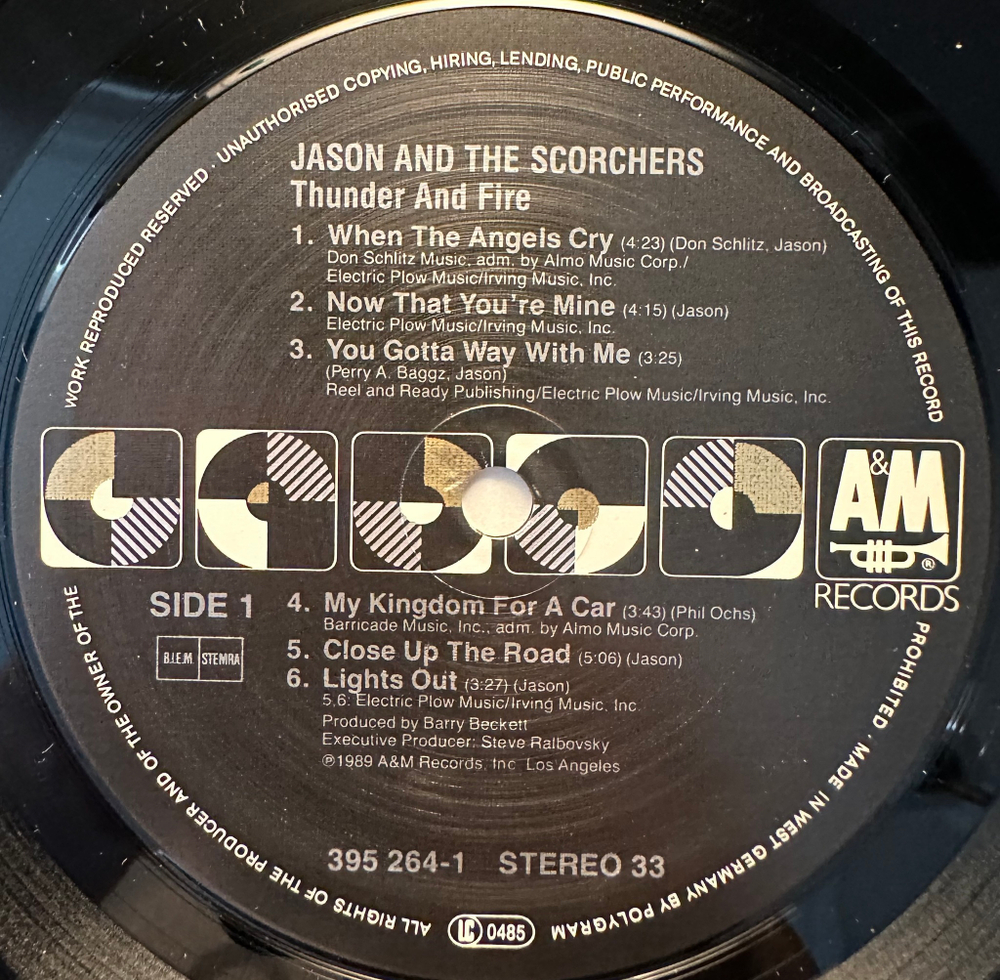 WORK REPRODUCED RESERVED · UNAUTHORISED COPYING, HIRING, LENDING, PUBLIC PERFORMANCE AND BROADCASTING OF THIS RECORD
JASON AND THE SCORCHERS
Thunder And Fire
1. When The Angels Cry (4:23) (Don Schlitz, Jason)
Don Schlitz Music, adm. by Almo Music Corp./
Electric Plow Music/Irving Music, Inc.
2. Now That You're Mine (4:15) (Jason)
Electric Plow Music/Irving Music, Inc.
3. You Gotta Way With Me (3:25)
(Perry A. Baggz, Jason)
Reel and Ready Publishing/Electric Plow Music/Irving Music, Inc.
A&M
®
RECORDS
SIDE 1
B.I.E.M. STEMRA
4. My Kingdom For A Car (3:43) (Phil Ochs)
Barricade Music, Inc., adm. by Almo Music Corp.
5. Close Up The Road (5:06) (Jason)
6. Lights Out (3:27) (Jason)
5,6: Electric Plow Music/Irving Music, Inc.
Produced by Barry Beckett
Executive Producer: Steve Ralbovsky
℗1989 A&M Records, Inc. Los Angeles
395 264-1 STEREO 33
PROHIBITED · MADE IN WEST GERMANY BY POLYGRAM
LC 0485
ALL RIGHTS OF THE PRODUCER AND OF THE OWNER OF THE